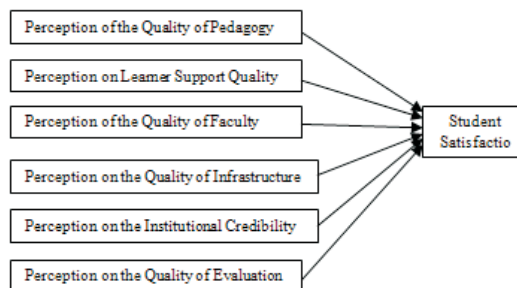 Perception of the Quality of Pedagogy
Perception on Learner Support Quality
Perception of the Quality of Faculty
Perception on the Quality of Infrastructure
Perception on the Institutional Credibility
Perception on the Quality of Evaluation
Student
Satisfactio